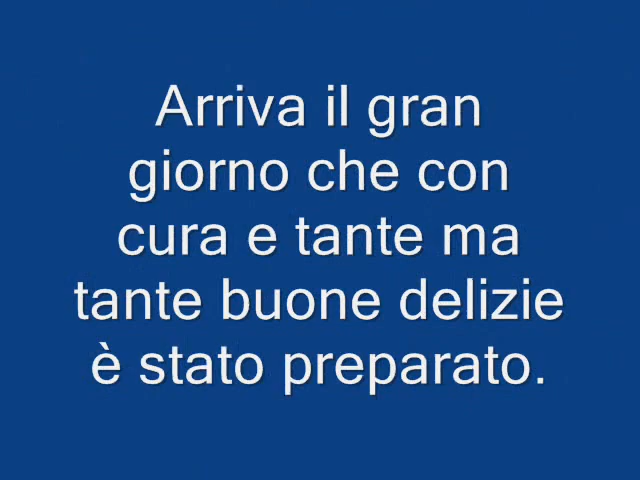 Arriva il gran
giorno che con
cura e tante ma
tante buone delizie
è stato preparato.